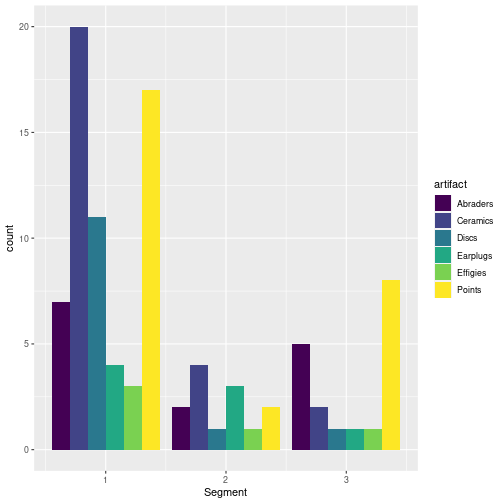 20
15
10
5
0
count
1 2 3
Segment
artifact
Abraders
Ceramics
Discs
Earplugs
Effigies
Points